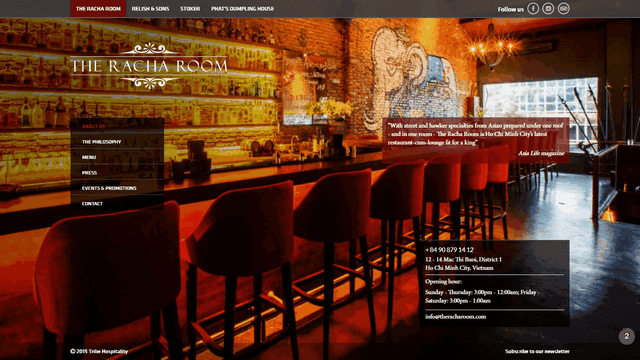 THE RACHA ROOM
RELISH & SONS
STOKER
PHAT'S DUMPLING HOUSE
Follow us
THE RACHA ROOM
ABOUT US
THE PHILOSOPHY
MENU
PRESS
EVENTS & PROMOTIONS
CONTACT
"With street and hawker specialties from Asian prepared under one roof
- and in one room - The Racha Room is Ho Chi Minh City's latest
restaurant-cum-lounge fit for a king"
Asia Life magazine
+ 84 90 879 14 12
12 - 14 Mac Thi Buoi, District 1
Ho Chi Minh City, Vietnam
Opening hour:
Sunday - Thursday: 3:00pm - 12:00am; Friday -
Saturday: 3:00pm - 1:00am
info@theracharoom.com
2
© 2015 Tribe Hospitality
Subscribe to our newsletter